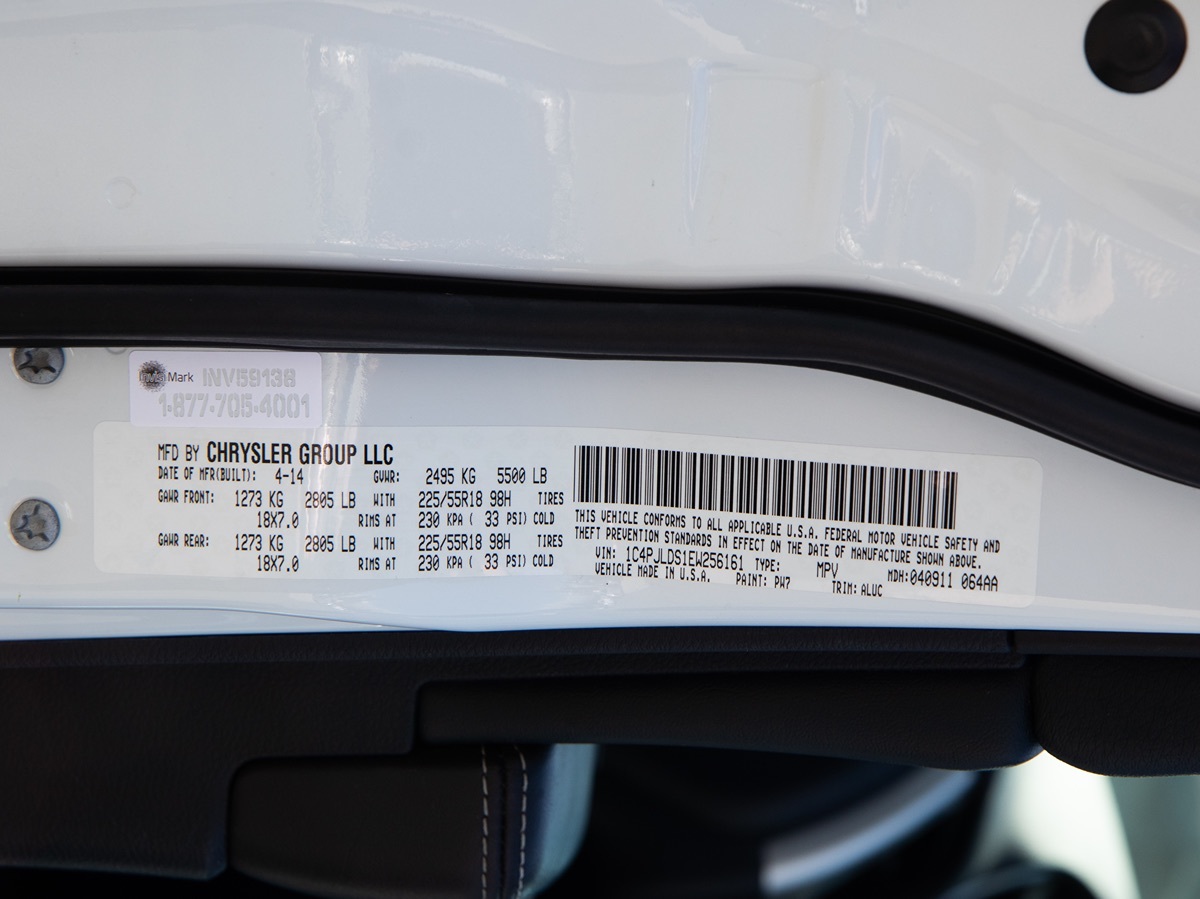 Mark INV59138
1-877-705-4001
MFD BY CHRYSLER GROUP LLC
DATE OF MFR(BUILT): 4-14 GVWR: 2495 KG 5500 LB
GAWR FRONT: 1273 KG 2805 LB WITH 225/55R18 98H TIRES
18X7.0 RIMS AT 230 KPA ( 33 PSI) COLD
GAWR REAR: 1273 KG 2805 LB WITH 225/55R18 98H TIRES
18X7.0 RIMS AT 230 KPA ( 33 PSI) COLD
THIS VEHICLE CONFORMS TO ALL APPLICABLE U.S.A. FEDERAL MOTOR VEHICLE SAFETY AND
THEFT PREVENTION STANDARDS IN EFFECT ON THE DATE OF MANUFACTURE SHOWN ABOVE.
VIN: 1C4PJLDS1EW256161 TYPE: MPV MDH:040911 064AA
VEHICLE MADE IN U.S.A. PAINT: PW7 TRIM: ALUC